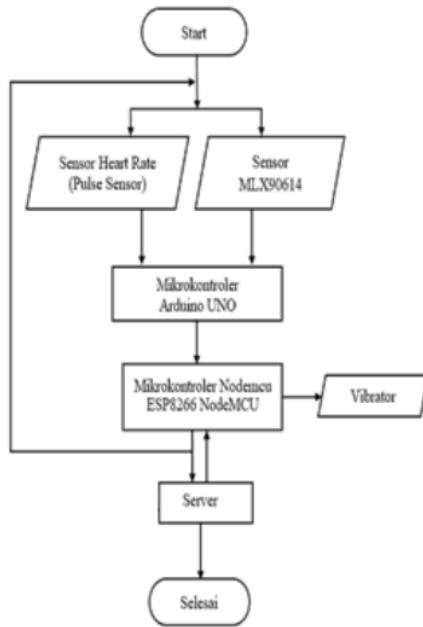 Start
Sensor Heart Rate
(Pulse Sensor)
Sensor
MLX90614
Mikrokontroler
Arduino UNO
Mikrokontroler Nodemcu
ESP8266 NodeMCU
Vibrator
Server
Selesai